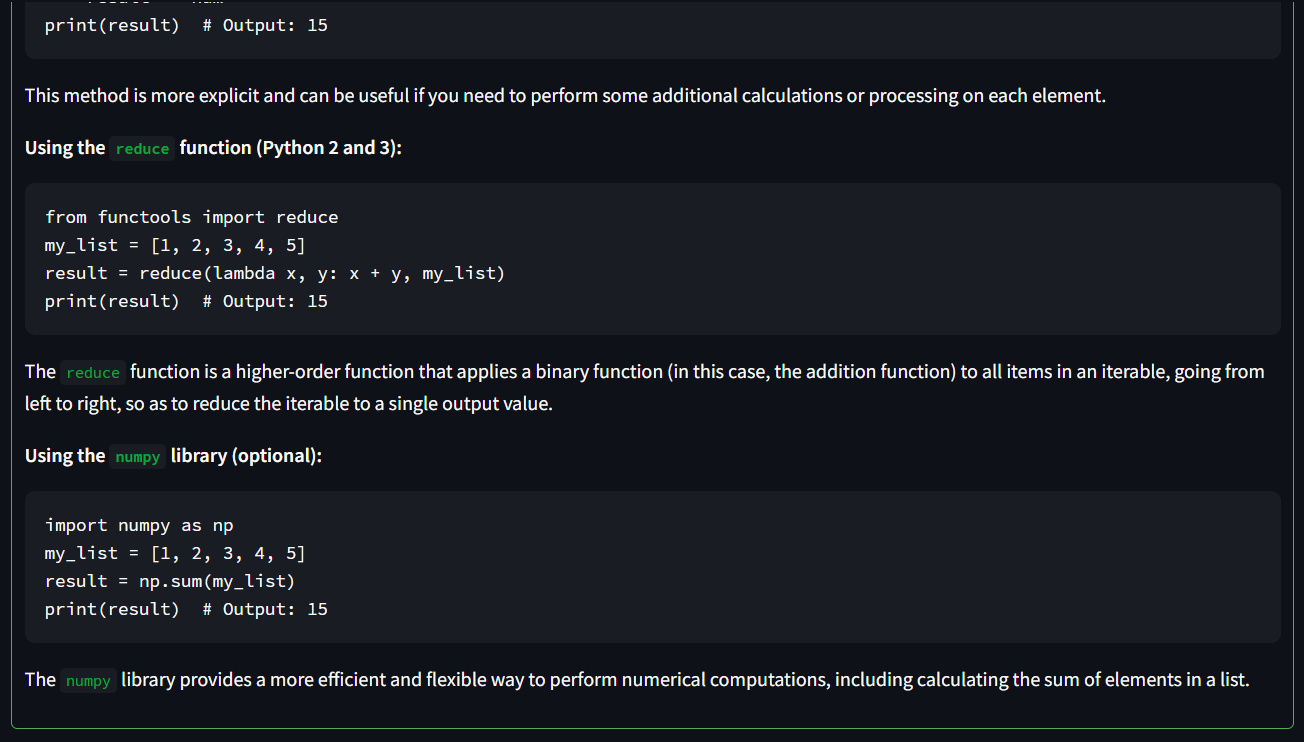 print(result)  # Output: 15
This method is more explicit and can be useful if you need to perform some additional calculations or processing on each element.
Using the reduce function (Python 2 and 3):
from functools import reduce
my_list = [1, 2, 3, 4, 5]
result = reduce(lambda x, y: x + y, my_list)
print(result)  # Output: 15
The reduce function is a higher-order function that applies a binary function (in this case, the addition function) to all items in an iterable, going from
left to right, so as to reduce the iterable to a single output value.
Using the numpy library (optional):
import numpy as np
my_list = [1, 2, 3, 4, 5]
result = np.sum(my_list)
print(result)  # Output: 15
The numpy library provides a more efficient and flexible way to perform numerical computations, including calculating the sum of elements in a list.